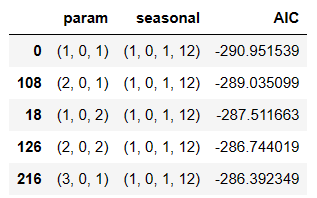 param seasonal AIC
0 (1, 0, 1) (1, 0, 1, 12) -290.951539
108 (2, 0, 1) (1, 0, 1, 12) -289.035099
18 (1, 0, 2) (1, 0, 1, 12) -287.511663
126 (2, 0, 2) (1, 0, 1, 12) -286.744019
216 (3, 0, 1) (1, 0, 1, 12) -286.392349